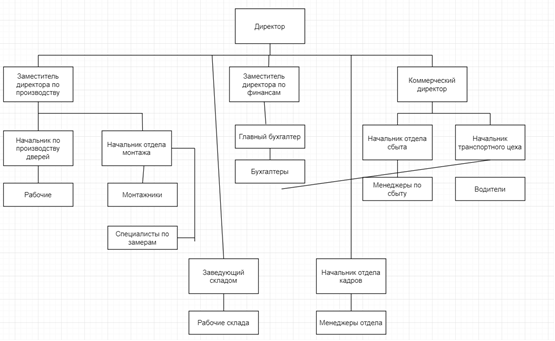 Директор
Заместитель
директора по
производству
Заместитель
директора по
финансам
Коммерческий
директор
Начальник по
производству
дверей
Начальник отдела
монтажа
Главный бухгалтер
Начальник отдела
сбыта
Начальник
транспортного цеха
Бухгалтеры
Рабочие
Монтажники
Менеджеры по
сбыту
Водители
Специалисты по
замерам
Заведующий
складом
Начальник отдела
кадров
Рабочие склада
Менеджеры отдела